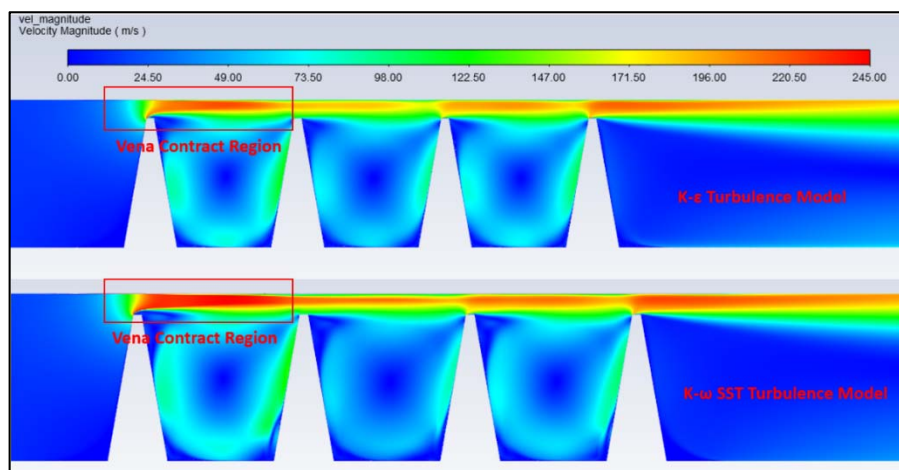 vel_magnitude
Velocity Magnitude ( m/s )
0.00 24.50 49.00 73.50 98.00 122.50 147.00 171.50 196.00 220.50 245.00
Vena Contract Region
K-ε Turbulence Model
Vena Contract Region
K-ω SST Turbulence Model